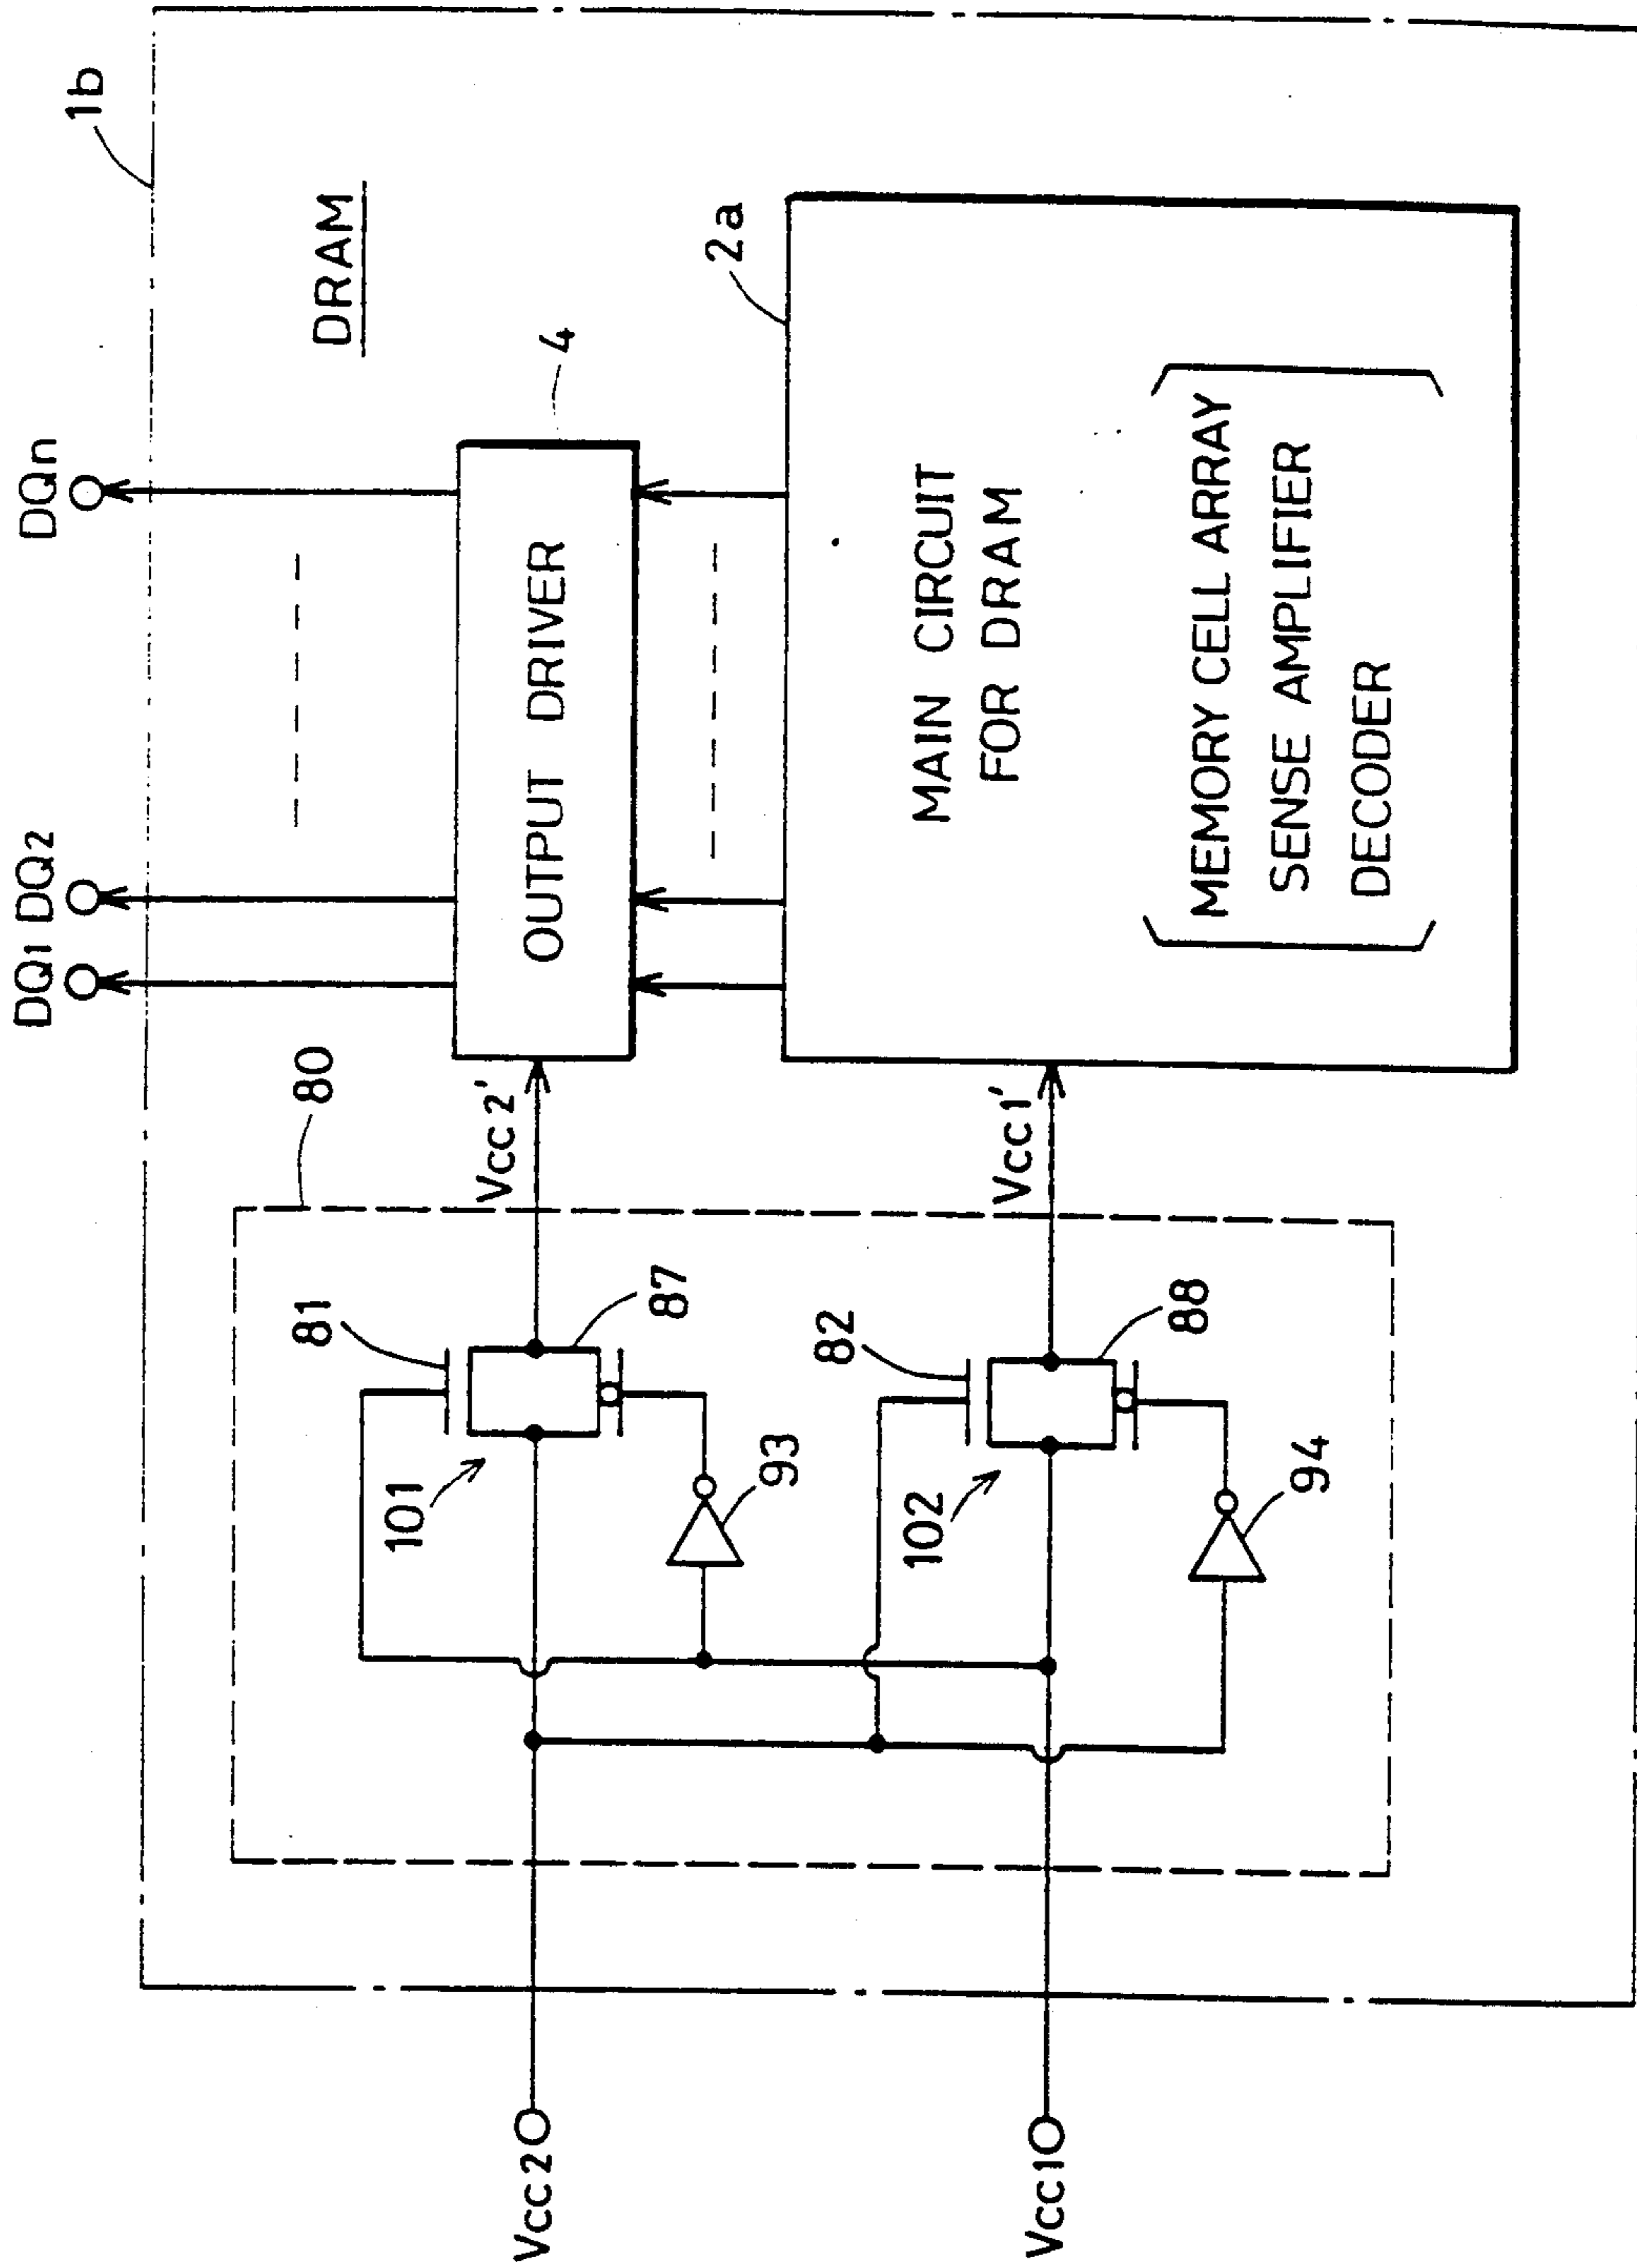 DQ1 DQ2 DQn
1b
DRAM
80
4
OUTPUT DRIVER
Vcc2'
2a
81
87
101
93
MAIN CIRCUIT
FOR DRAM
MEMORY CELL ARRAY
SENSE AMPLIFIER
DECODER
Vcc1'
82
88
102
94
Vcc2
Vcc1